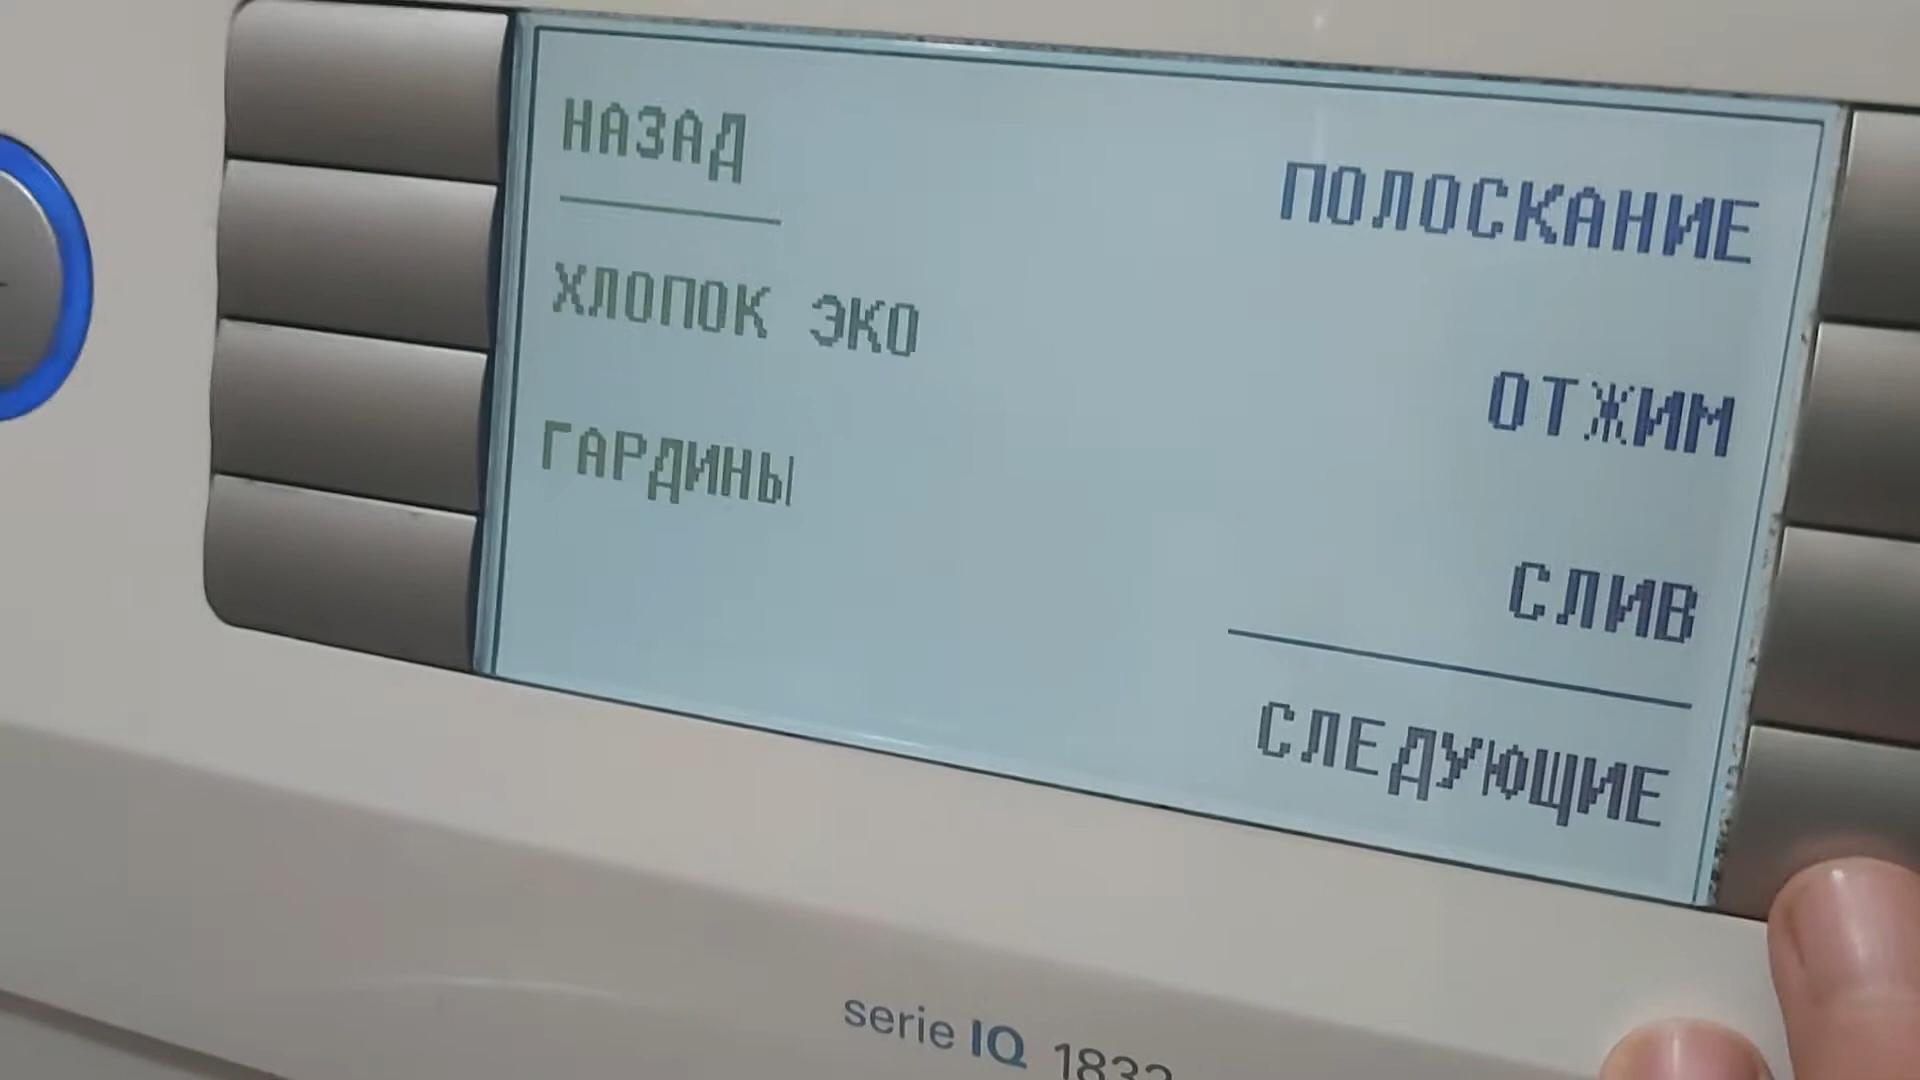 НАЗАД
ХЛОПОК ЭКО
ГАРДИНЫ
ПОЛОСКАНИЕ
ОТЖИМ
СЛИВ
СЛЕДУЮЩИЕ
serie IQ 1832